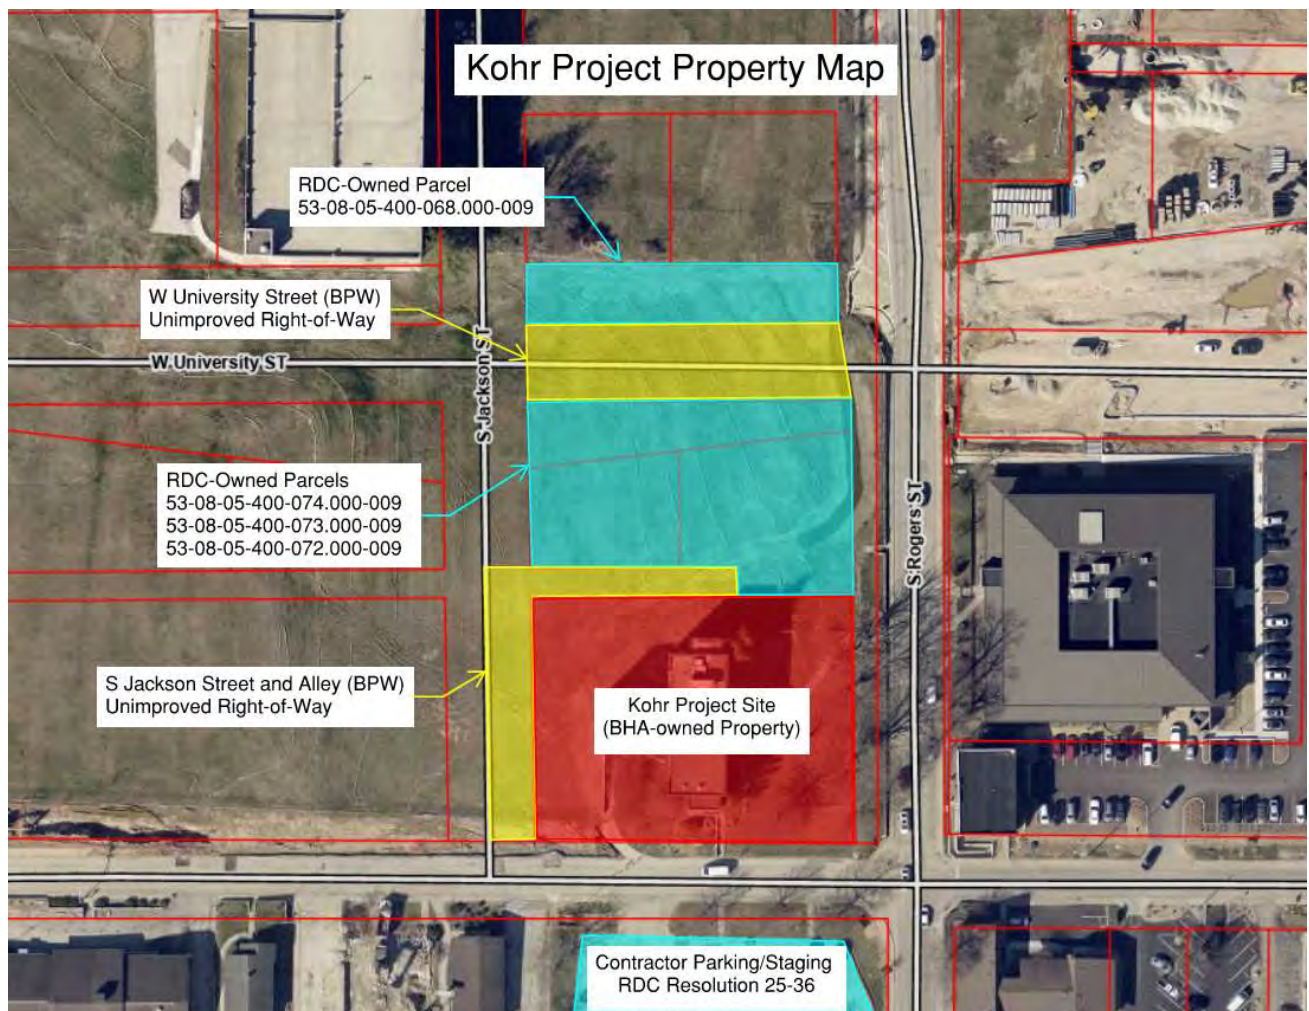 Kohr Project Property Map
RDC-Owned Parcel
53-08-05-400-068.000-009
W University Street (BPW)
Unimproved Right-of-Way
W University ST
S Jackson ST
RDC-Owned Parcels
53-08-05-400-074.000-009
53-08-05-400-073.000-009
53-08-05-400-072.000-009
S Rogers ST
S Jackson Street and Alley (BPW)
Unimproved Right-of-Way
Kohr Project Site
(BHA-owned Property)
Contractor Parking/Staging
RDC Resolution 25-36